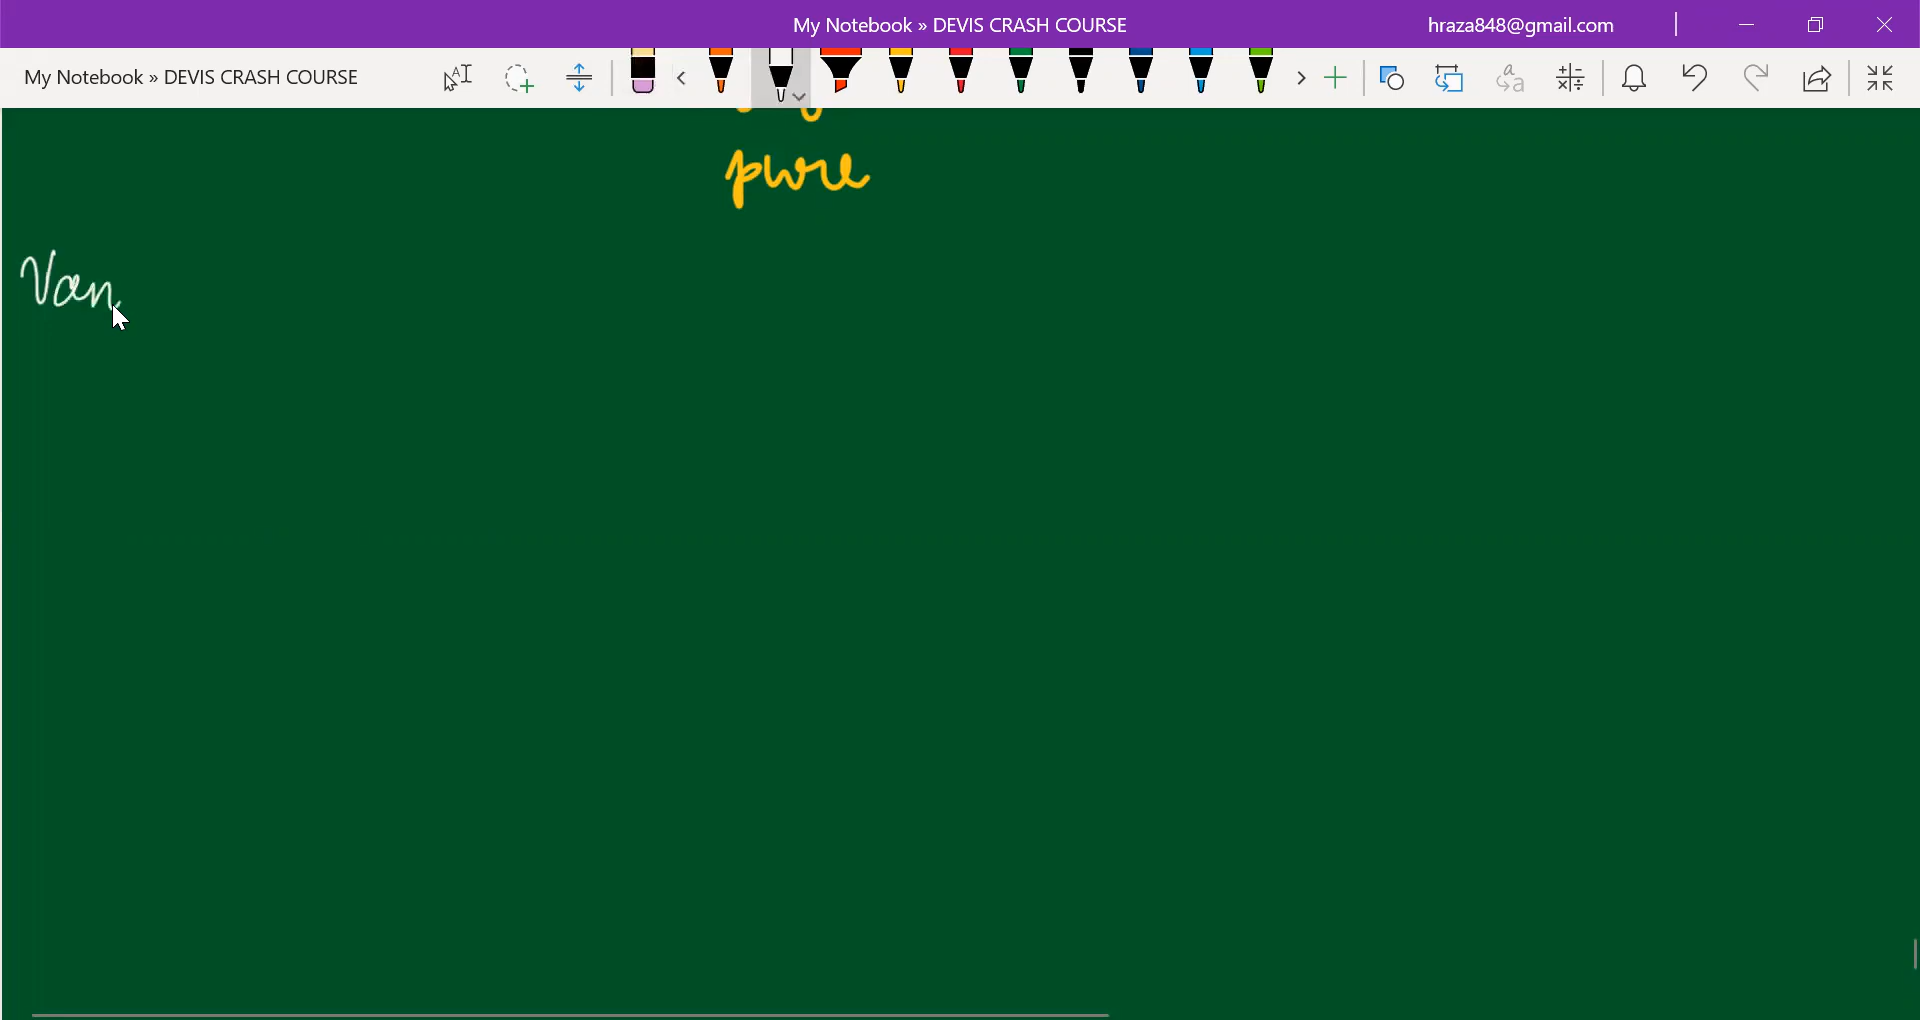 My Notebook » DEVIS CRASH COURSE
hraza848@gmail.com
My Notebook » DEVIS CRASH COURSE
pure
Van